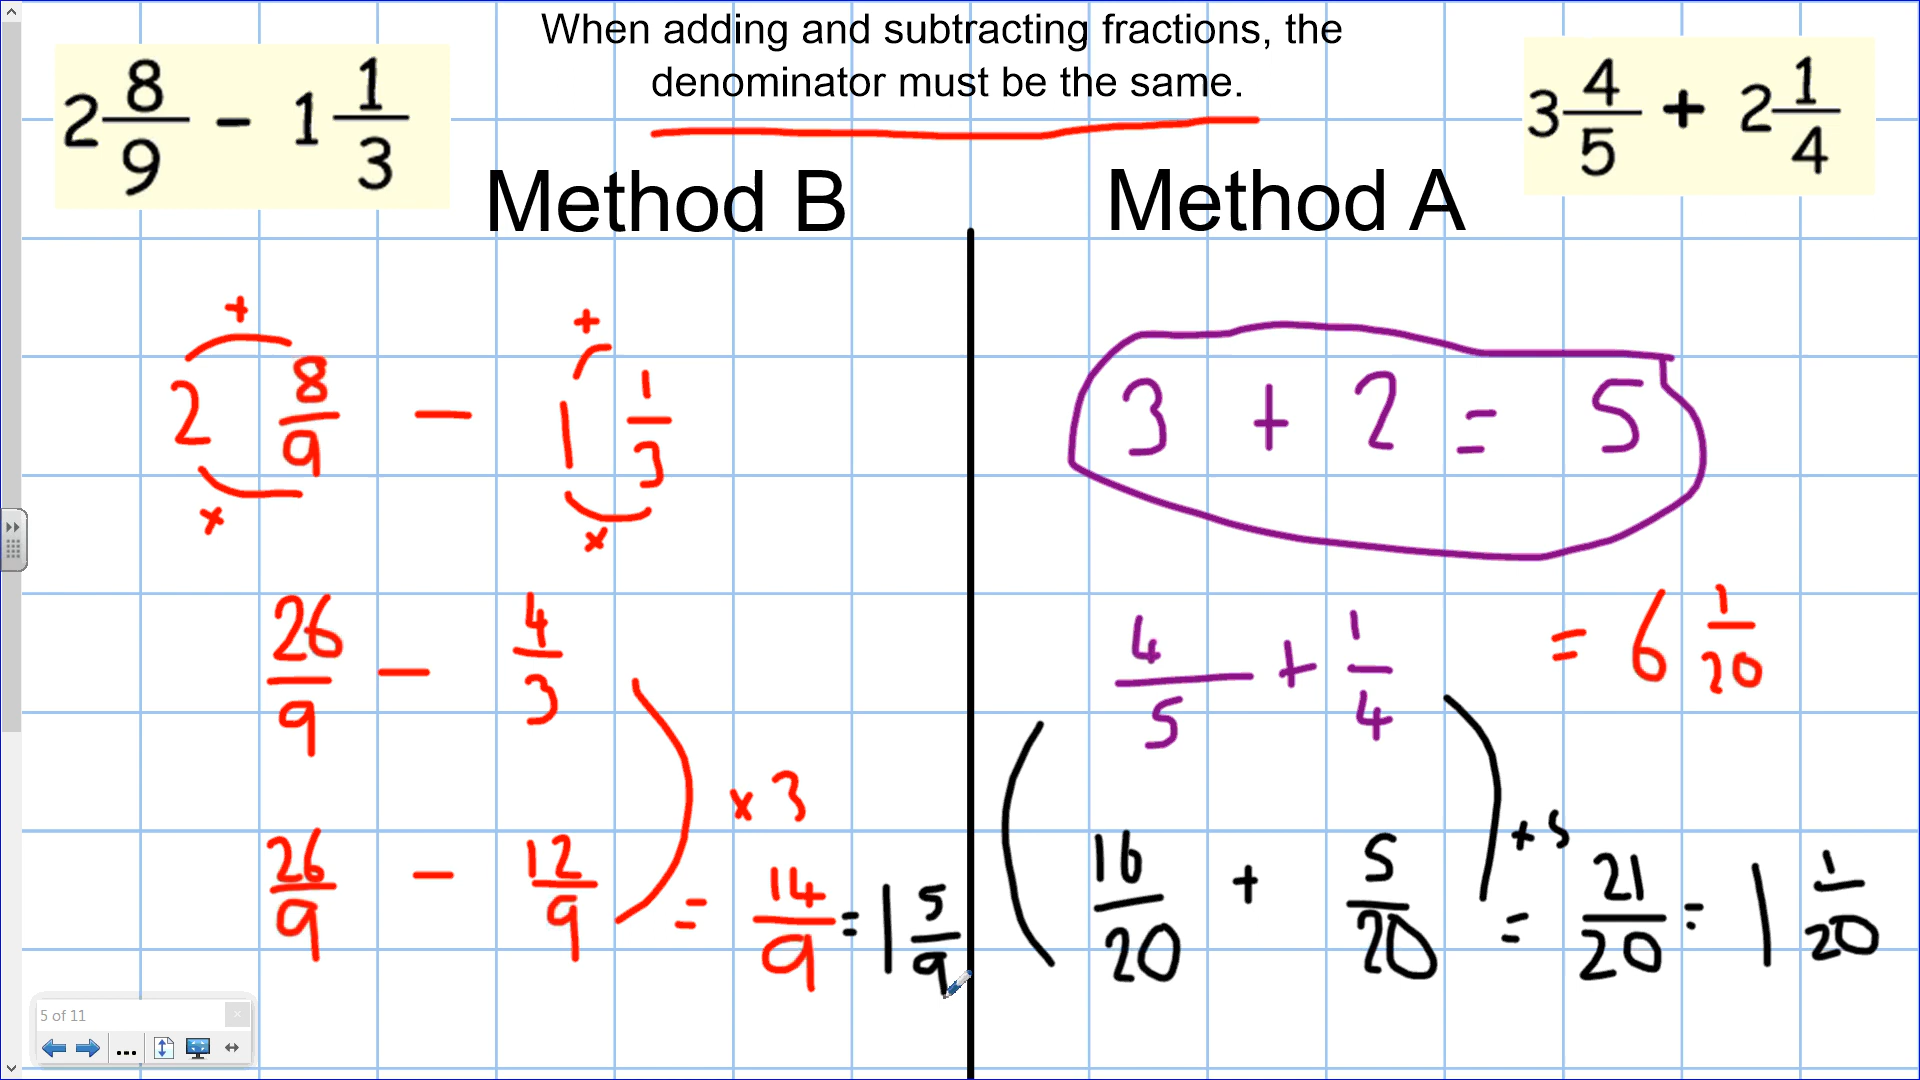 When adding and subtracting fractions, the
denominator must be the same.
2 8/9 - 1 1/3
3 4/5 + 2 1/4
Method B
Method A
+ +
2 8/9 - 1 1/3
x x
26/9 - 4/3
x 3
26/9 - 12/9 = 14/9 = 1 5/9
3 + 2 = 5
4/5 + 1/4
= 6 1/20
+ 5
16/20 + 5/20 = 21/20 = 1 1/20
5 of 11